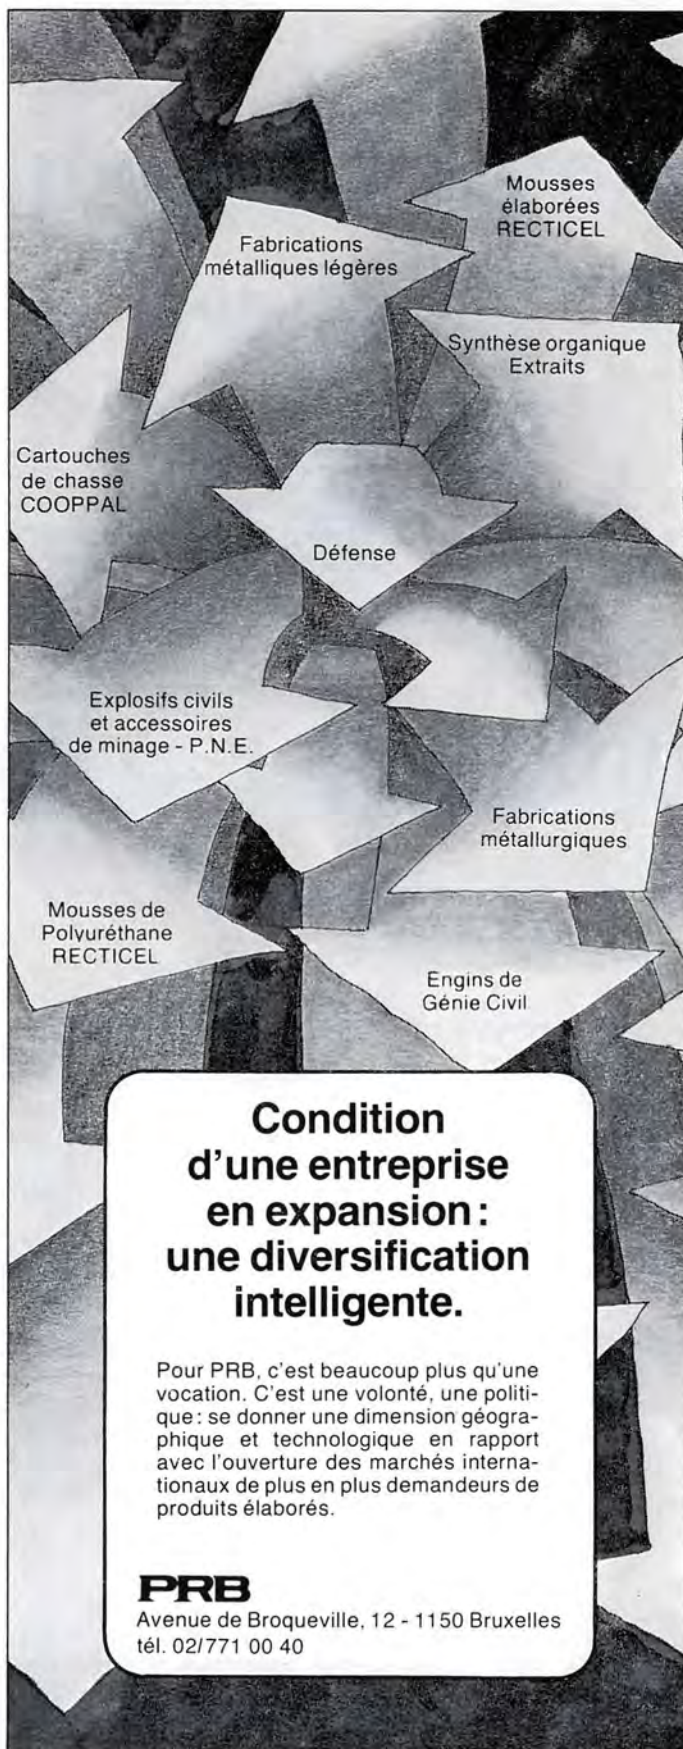 Mousses
élaborées
RECTICEL
Fabrications
métalliques légères
Synthèse organique
Extraits
Cartouches
de chasse
COOPPAL
Défense
Explosifs civils
et accessoires
de minage - P.N.E.
Fabrications
métallurgiques
Mousses de
Polyuréthane
RECTICEL
Engins de
Génie Civil
Condition
d'une entreprise
en expansion :
une diversification
intelligente.
Pour PRB, c'est beaucoup plus qu'une
vocation. C'est une volonté, une politi-
que : se donner une dimension géogra-
phique et technologique en rapport
avec l'ouverture des marchés interna-
tionaux de plus en plus demandeurs de
produits élaborés.
PRB
Avenue de Broqueville, 12 - 1150 Bruxelles
tél. 02/771 00 40